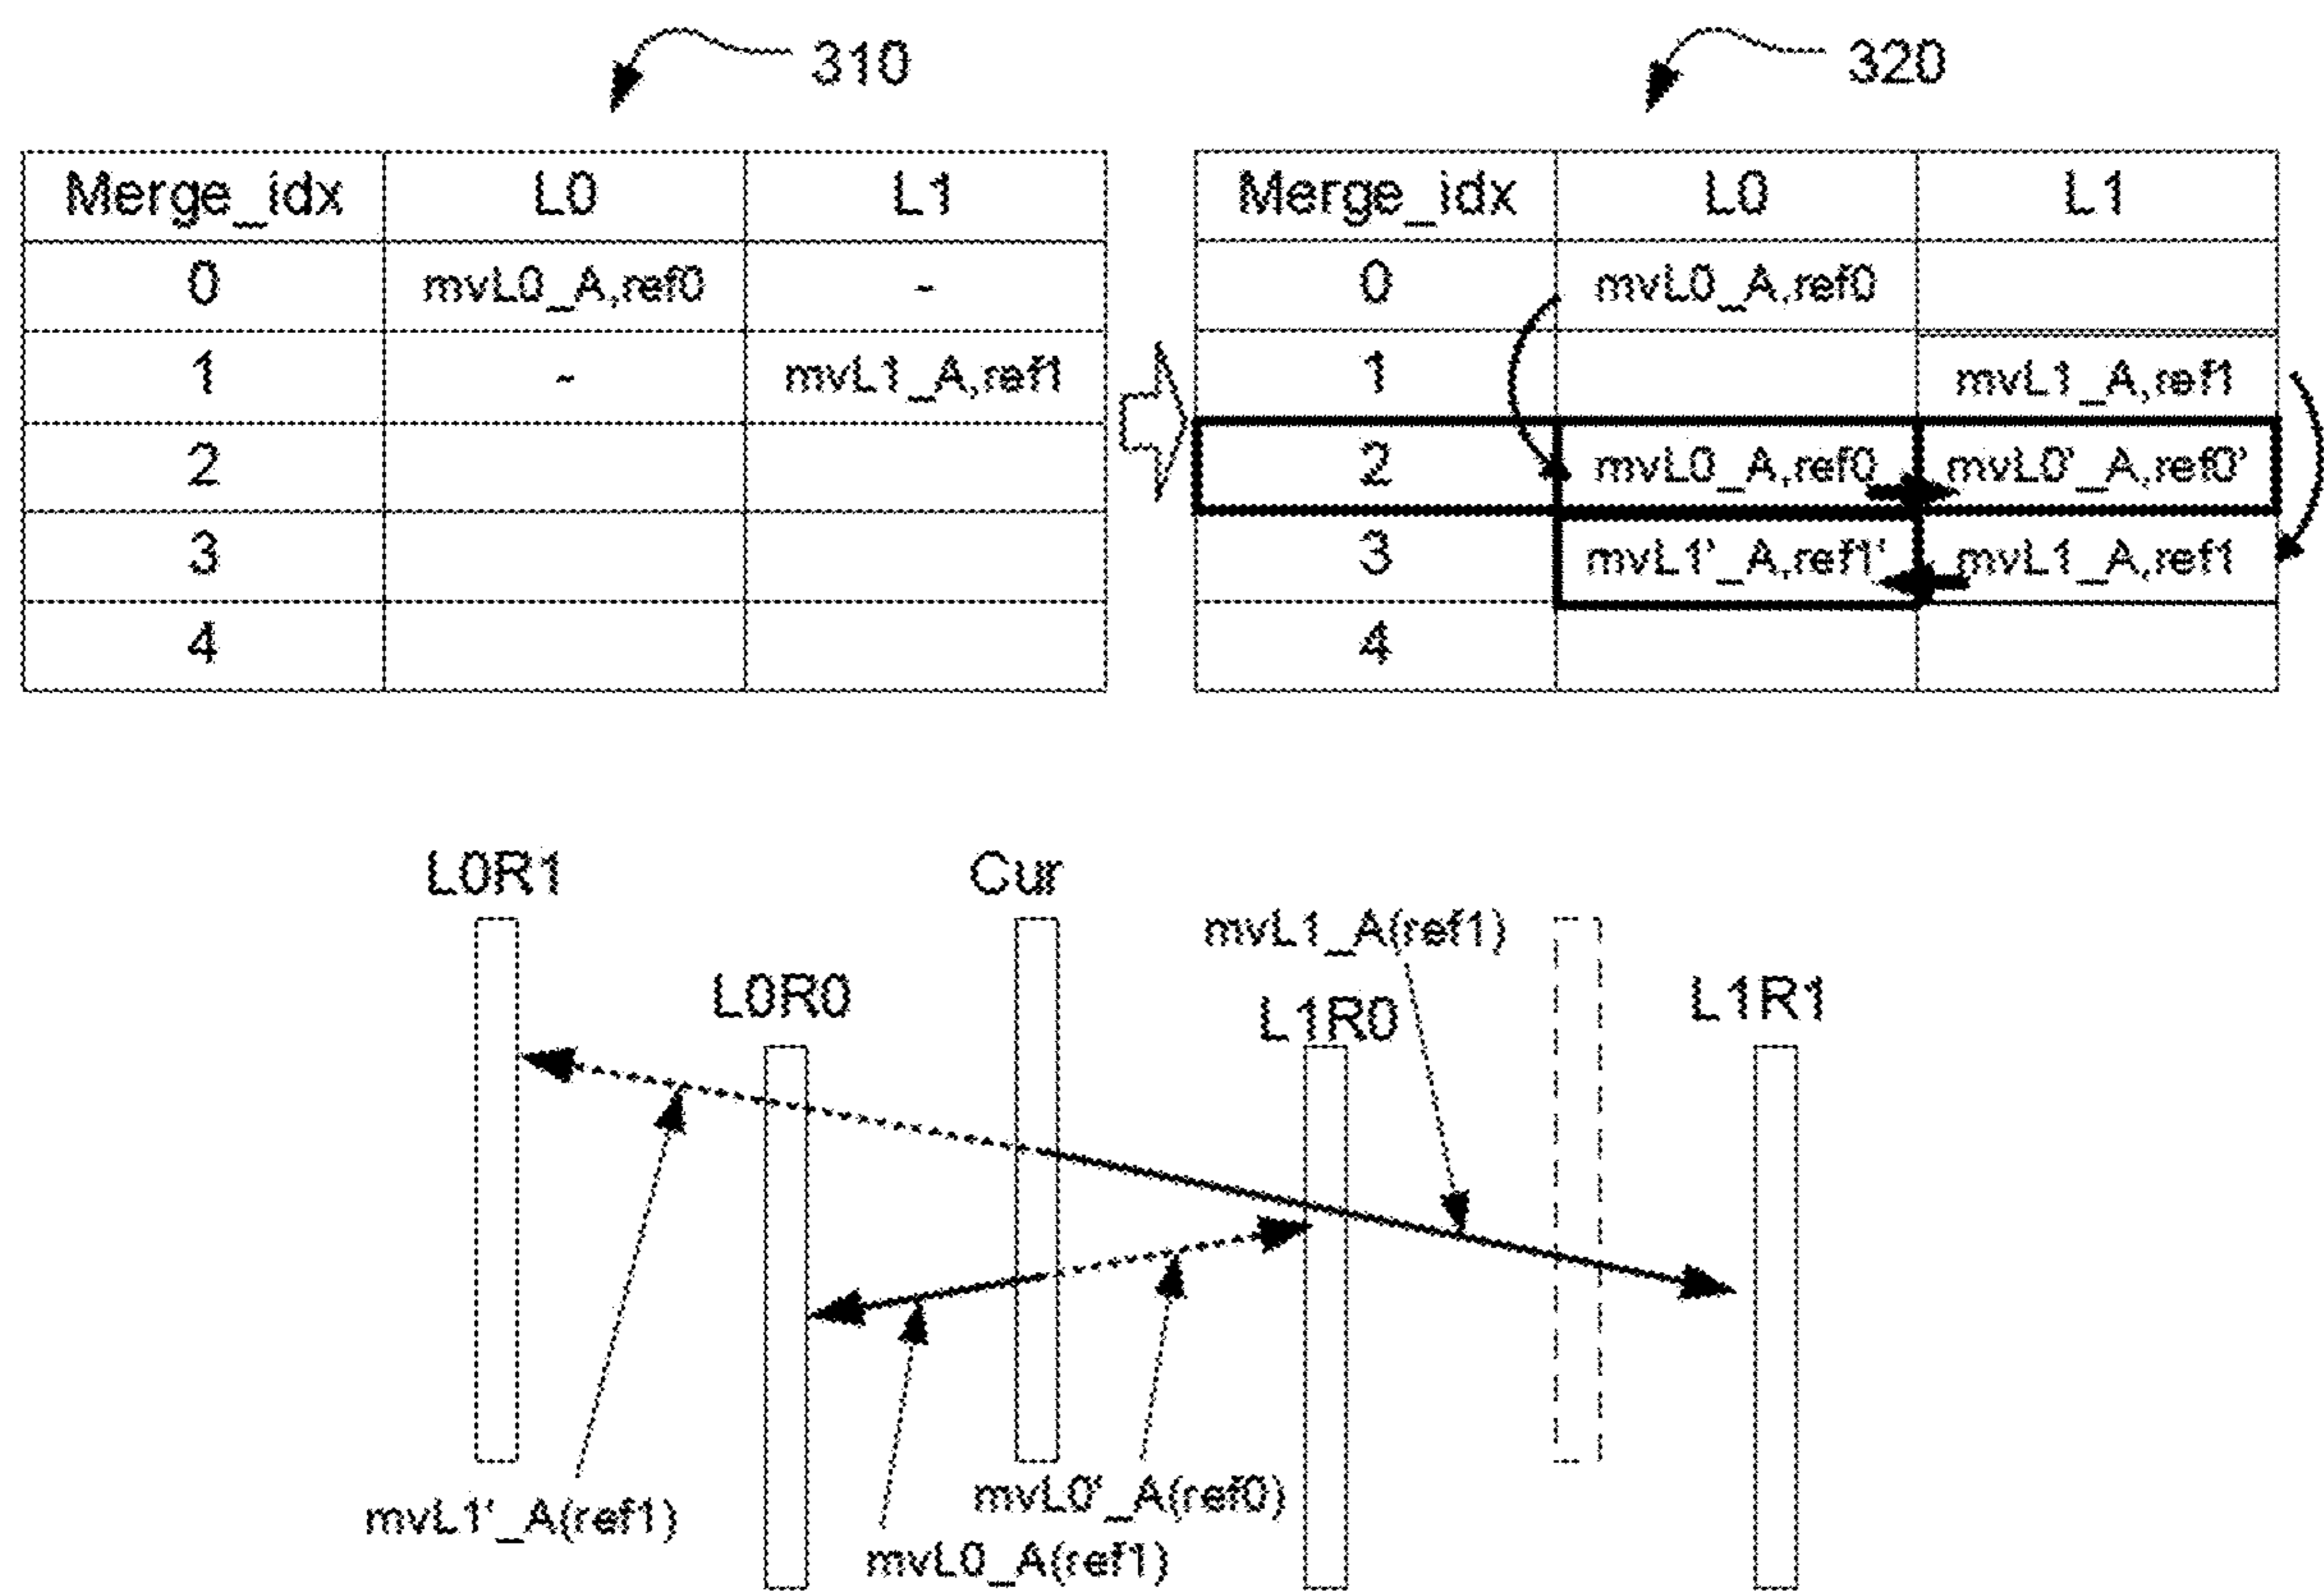 310
320
Merge_idx L0 L1
0 mvL0_A,ref0 -
1 - mvL1_A,ref1
2
3
4
Merge_idx L0 L1
0 mvL0_A,ref0
1 mvL1_A,ref1
2 mvL0_A,ref0 mvL0'_A,ref0'
3 mvL1'_A,ref1' mvL1_A,ref1
4
L0R1
Cur
mvL1_A(ref1)
L0R0
L1R0
L1R1
mvL1'_A(ref1)
mvL0'_A(ref0)
mvL0_A(ref1)